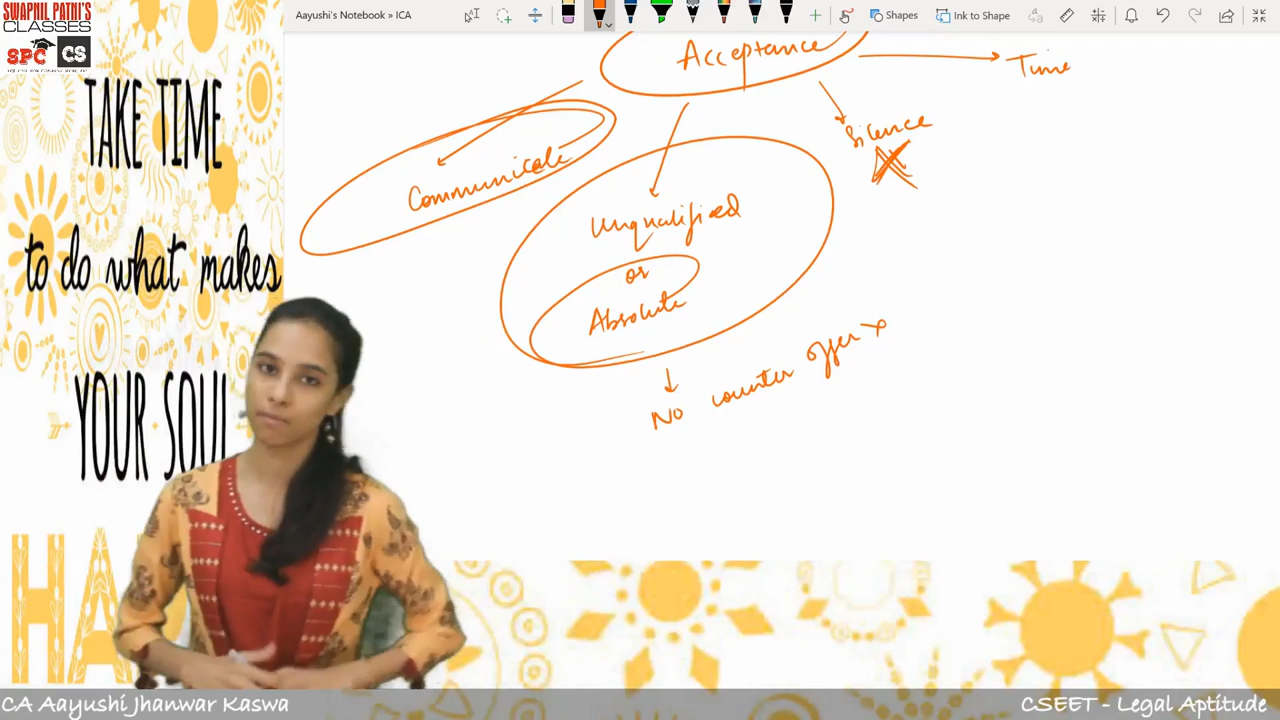 SWAPNIL PATNI'S
CLASSES
SPC CS
Aayushi's Notebook » ICA
Shapes
Ink to Shape
TAKE TIME
to do what makes
YOUR SOUL
HA
Acceptance
Time
Silence
Communicate
Unqualified
or
Absolute
No counter offer x
CA Aayushi Jhanwar Kaswa
CSEET - Legal Aptitude